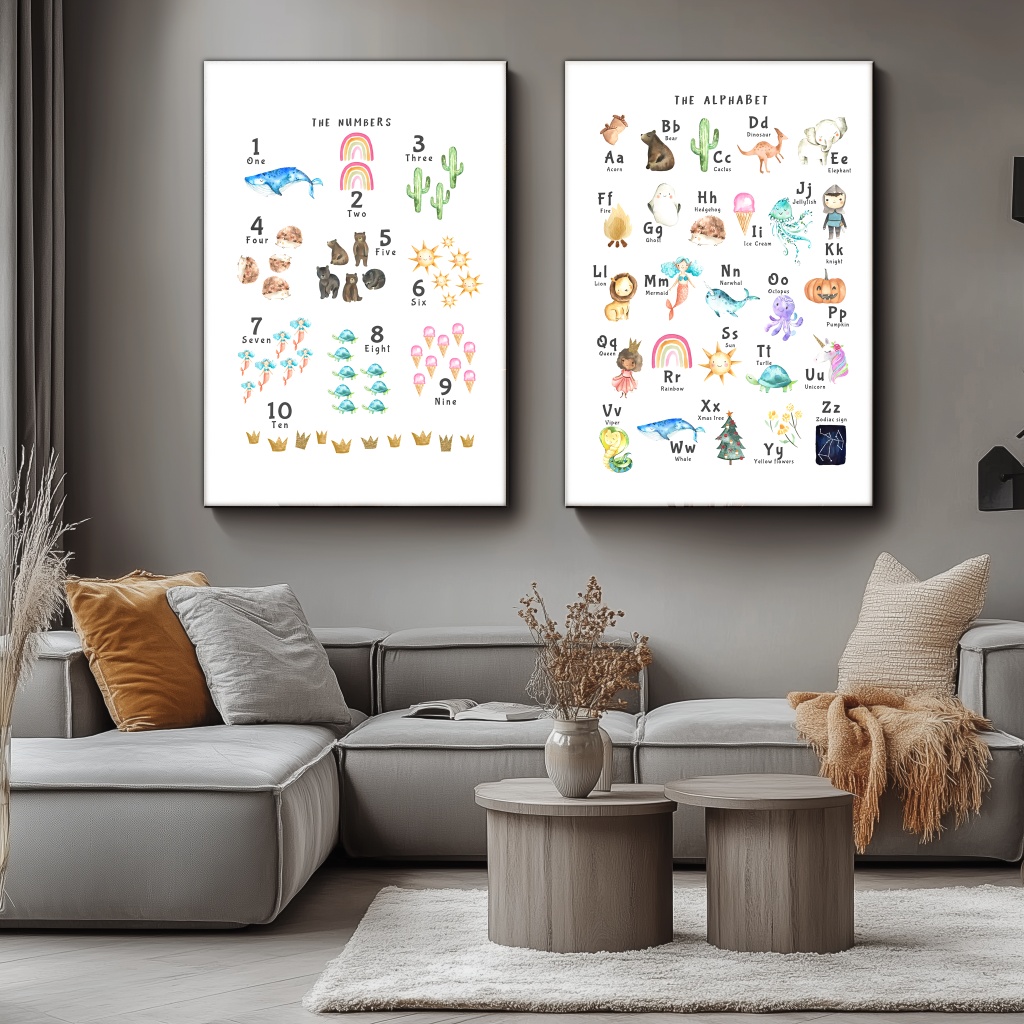 THE NUMBERS
1
One
2
Two
3
Three
4
Four
5
Five
6
Six
7
Seven
8
Eight
9
Nine
10
Ten
THE ALPHABET
Aa
Acorn
Bb
Bear
Cc
Cactus
Dd
Dinosaur
Ee
Elephant
Ff
Fire
Gg
Ghost
Hh
Hedgehog
Ii
Ice Cream
Jj
Jellyfish
Kk
knight
Ll
Lion
Mm
Mermaid
Nn
Narwhal
Oo
Octopus
Pp
Pumpkin
Qq
Queen
Rr
Rainbow
Ss
Sun
Tt
Turtle
Uu
Unicorn
Vv
Viper
Ww
Whale
Xx
Xmas tree
Yy
Yellow flowers
Zz
Zodiac sign